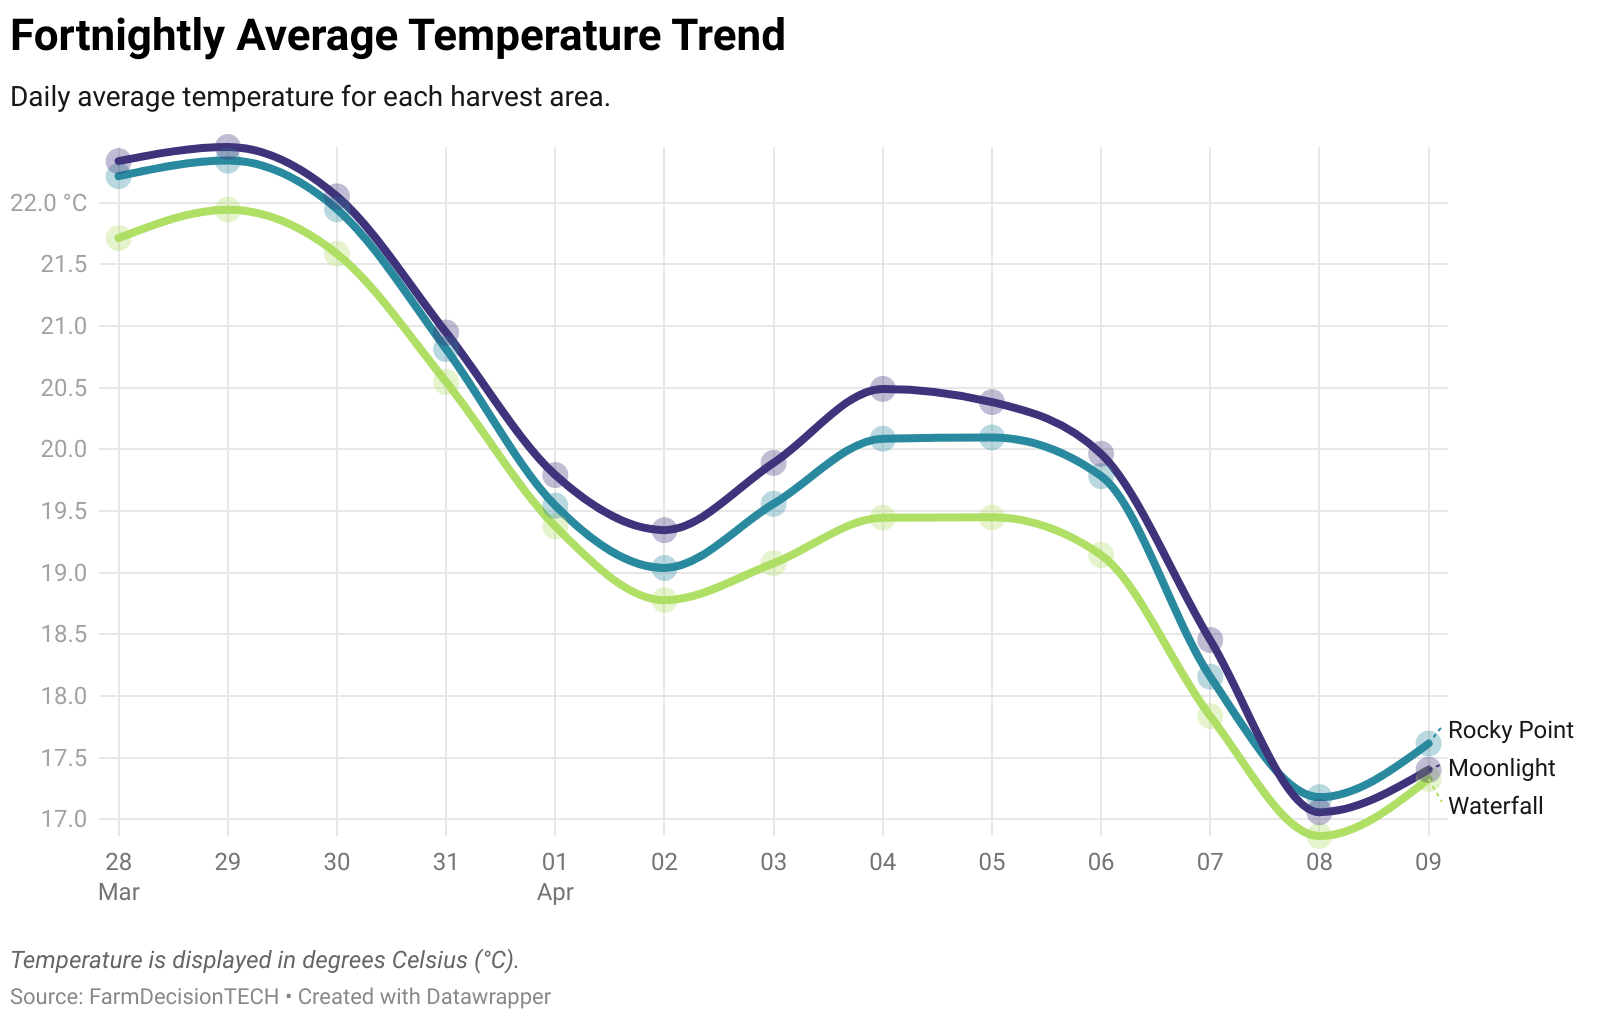 Fortnightly Average Temperature Trend
Daily average temperature for each harvest area.
22.0 °C
21.5
21.0
20.5
20.0
19.5
19.0
18.5
18.0
17.5
17.0
Rocky Point
Moonlight
Waterfall
28 29 30 31 01 02 03 04 05 06 07 08 09
Mar Apr
Temperature is displayed in degrees Celsius (°C).
Source: FarmDecisionTECH • Created with Datawrapper